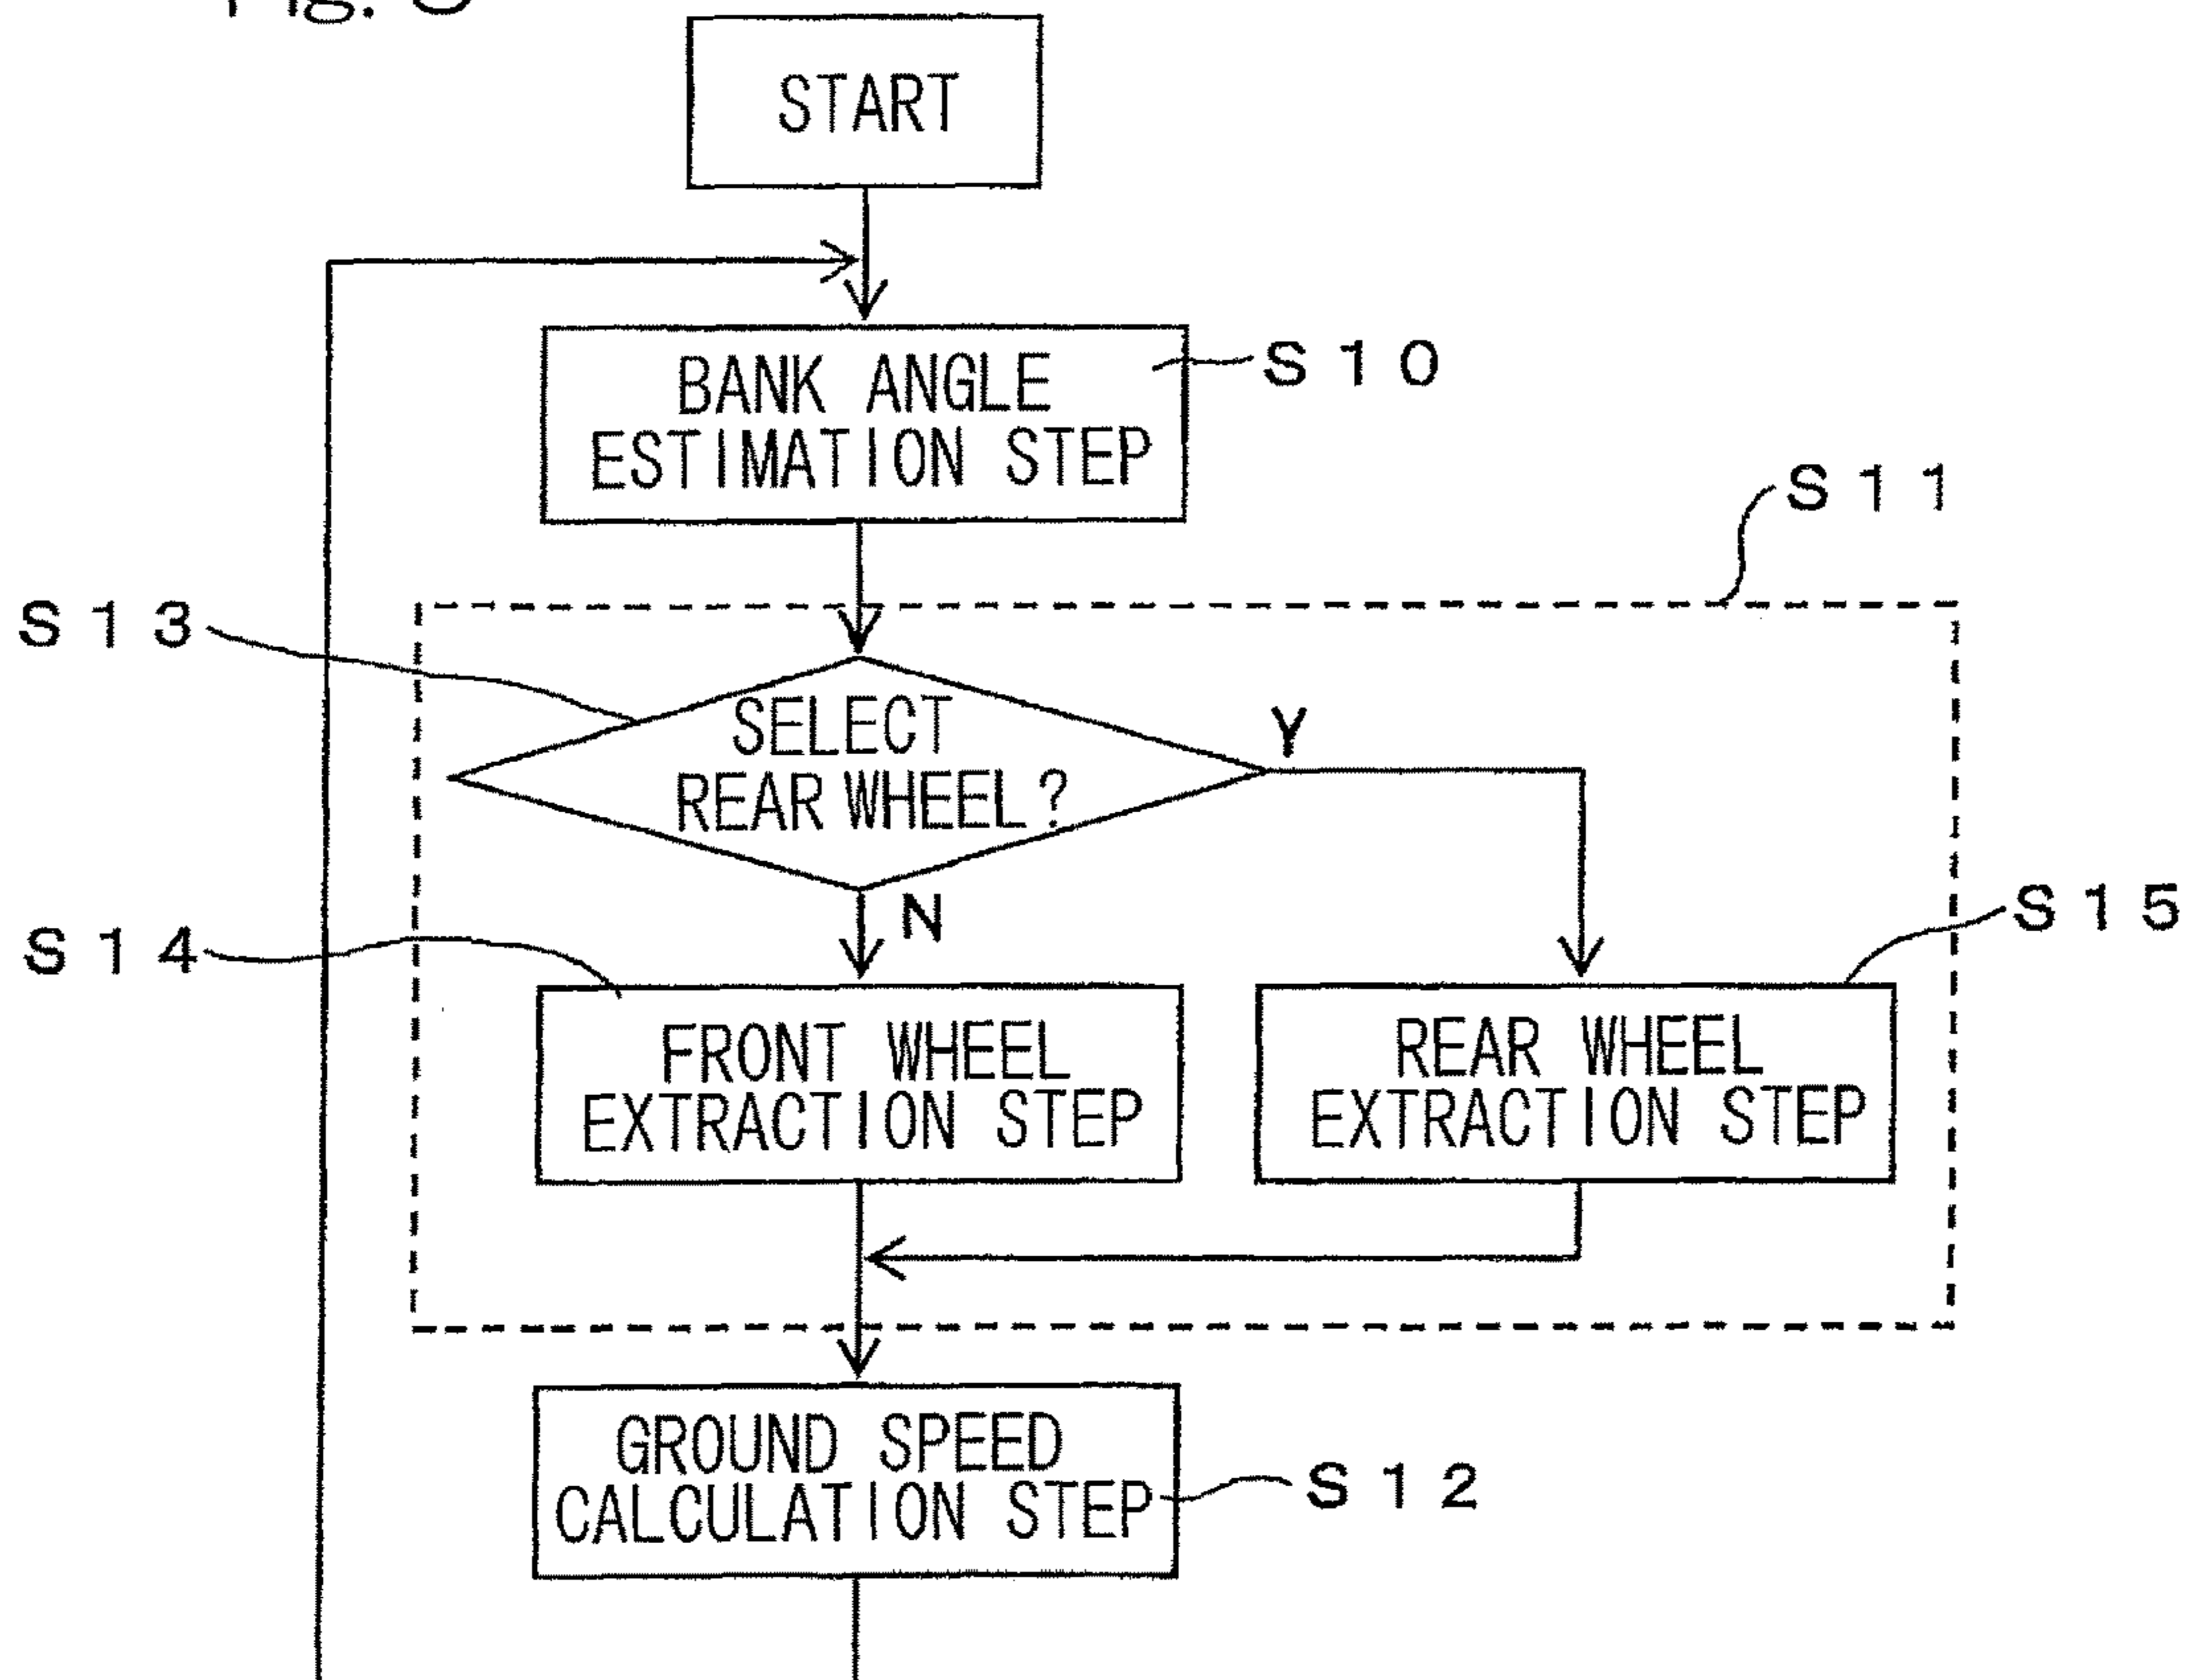 START
BANK ANGLE
ESTIMATION STEP
S10
S11
S13
SELECT
REAR WHEEL?
Y
N
S14
S15
FRONT WHEEL
EXTRACTION STEP
REAR WHEEL
EXTRACTION STEP
GROUND SPEED
CALCULATION STEP
S12